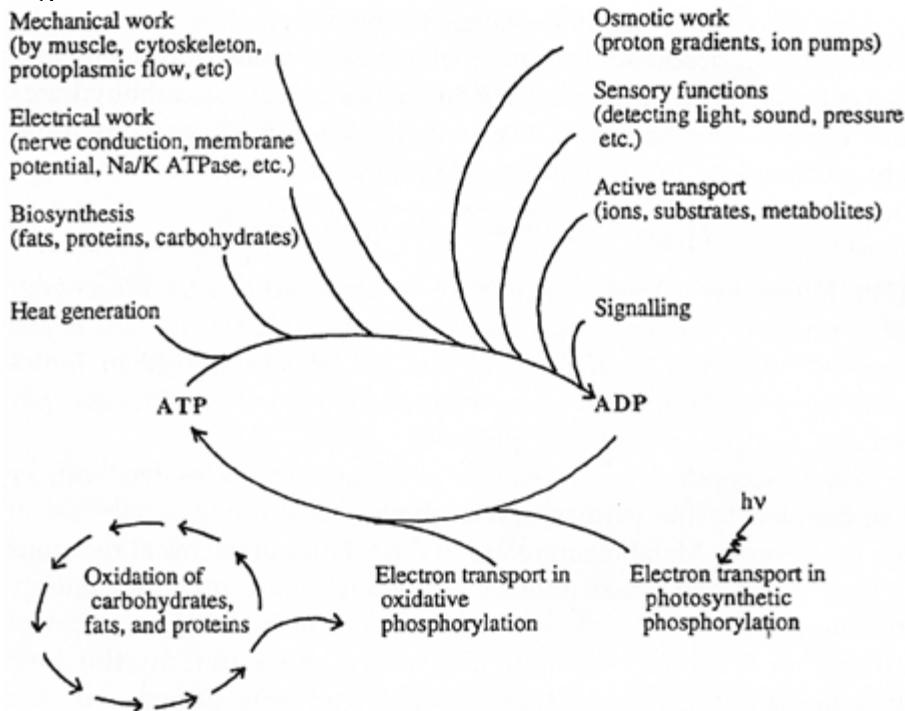 Mechanical work
(by muscle, cytoskeleton,
protoplasmic flow, etc)
Electrical work
(nerve conduction, membrane
potential, Na/K ATPase, etc.)
Biosynthesis
(fats, proteins, carbohydrates)
Heat generation
Osmotic work
(proton gradients, ion pumps)
Sensory functions
(detecting light, sound, pressure
etc.)
Active transport
(ions, substrates, metabolites)
Signalling
ATP
ADP
hν
Oxidation of
carbohydrates,
fats, and proteins
Electron transport in
oxidative
phosphorylation
Electron transport in
photosynthetic
phosphorylation